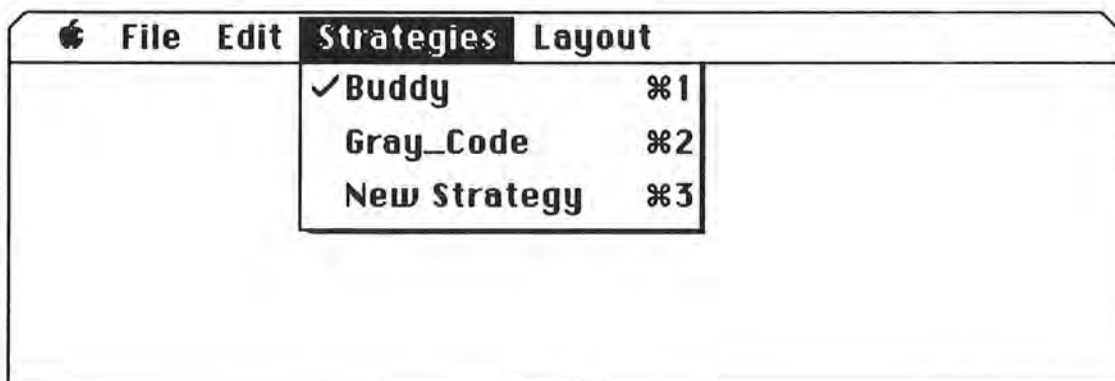 File Edit Strategies Layout
✓Buddy ⌘1
Gray_Code ⌘2
New Strategy ⌘3